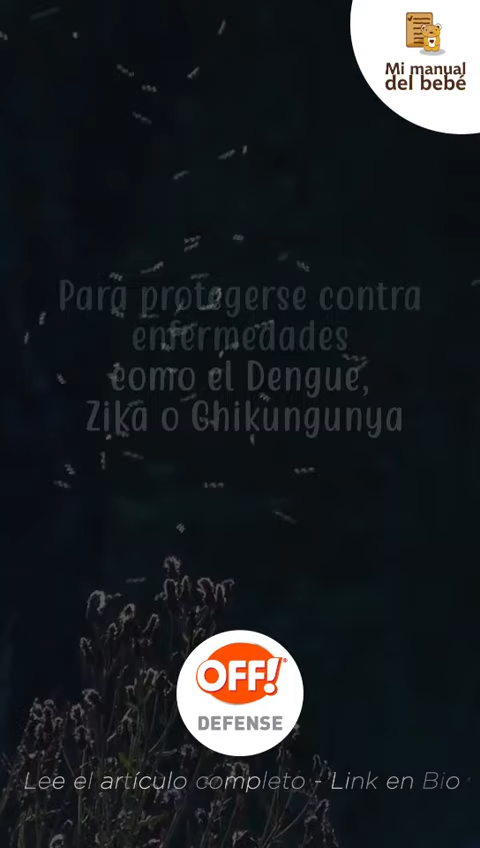 Mi manual
del bebé
Para protegerse contra
enfermedades
como el Dengue,
Zika o Chikungunya
OFF!
DEFENSE
Lee el artículo completo - Link en Bio